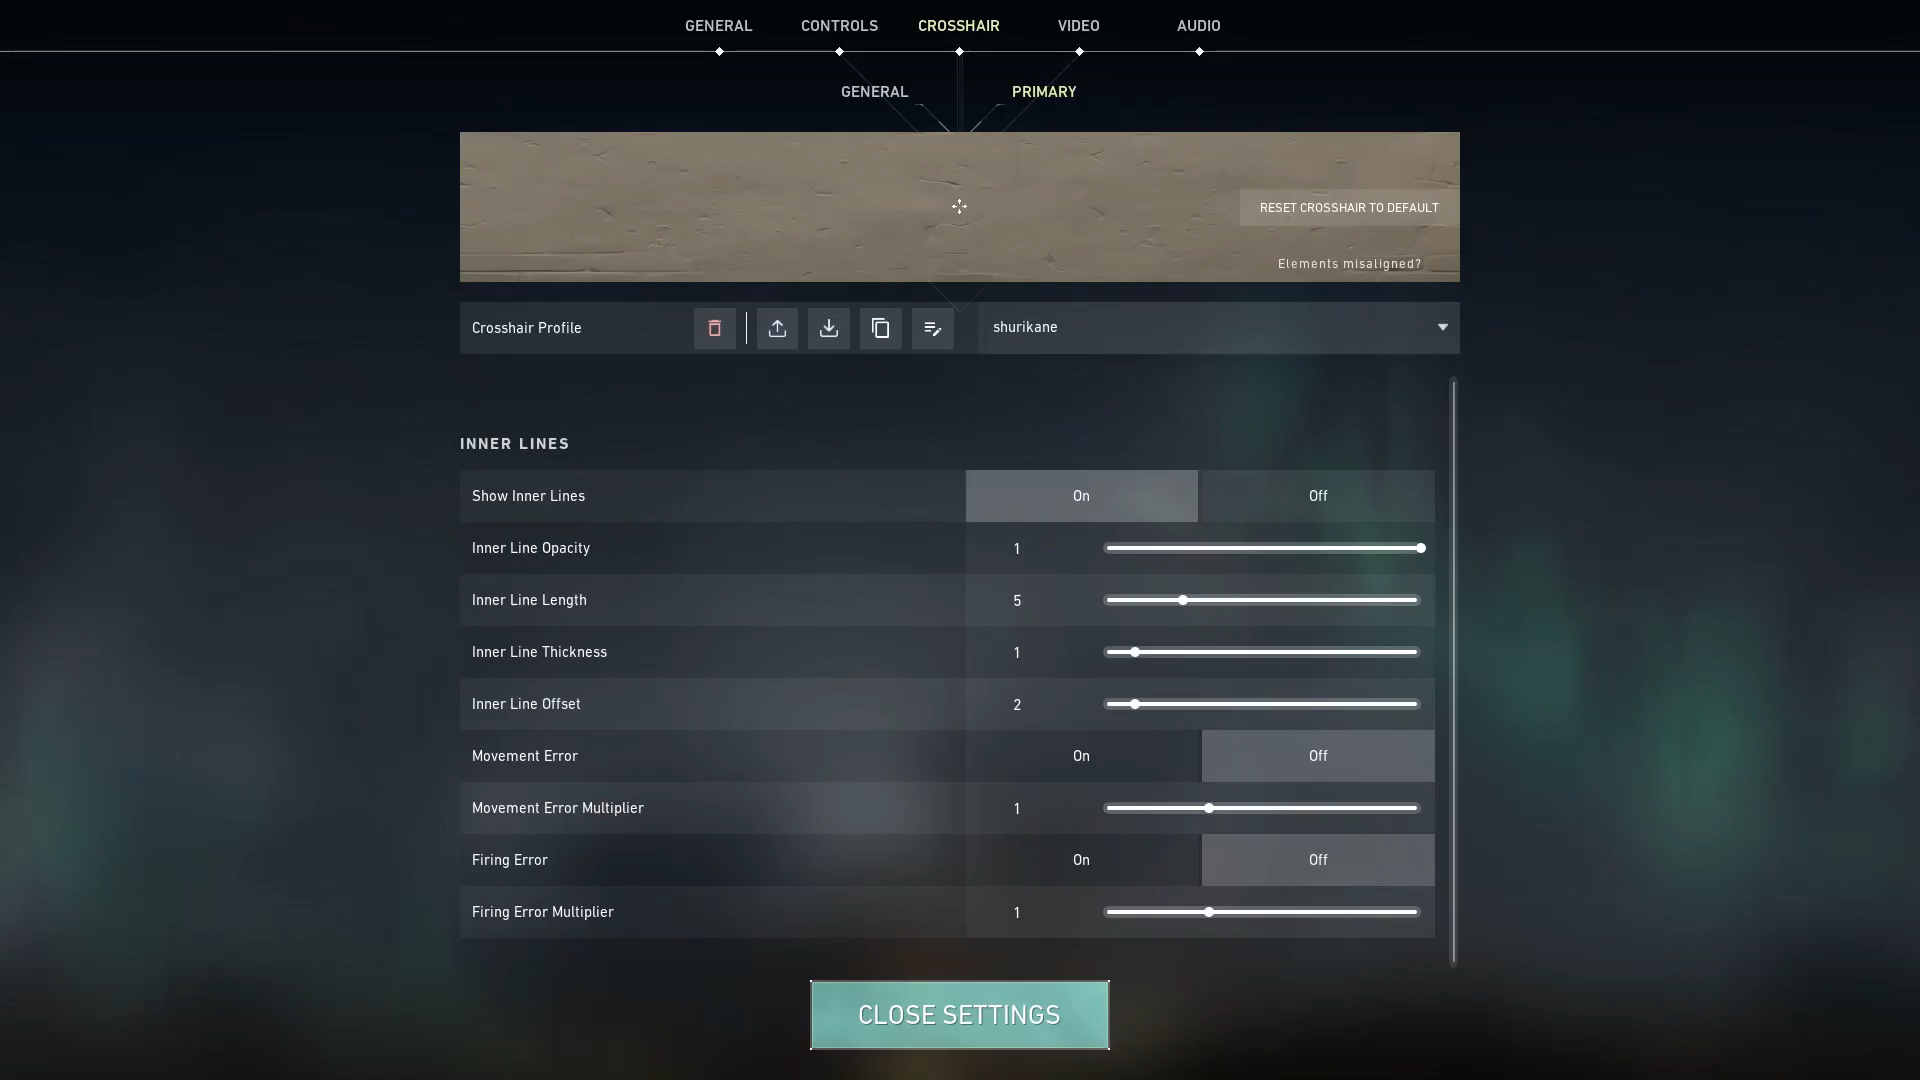 GENERAL CONTROLS CROSSHAIR VIDEO AUDIO
GENERAL PRIMARY
RESET CROSSHAIR TO DEFAULT
Elements misaligned?
Crosshair Profile shurikane
INNER LINES
Show Inner Lines On Off
Inner Line Opacity 1
Inner Line Length 5
Inner Line Thickness 1
Inner Line Offset 2
Movement Error On Off
Movement Error Multiplier 1
Firing Error On Off
Firing Error Multiplier 1
CLOSE SETTINGS